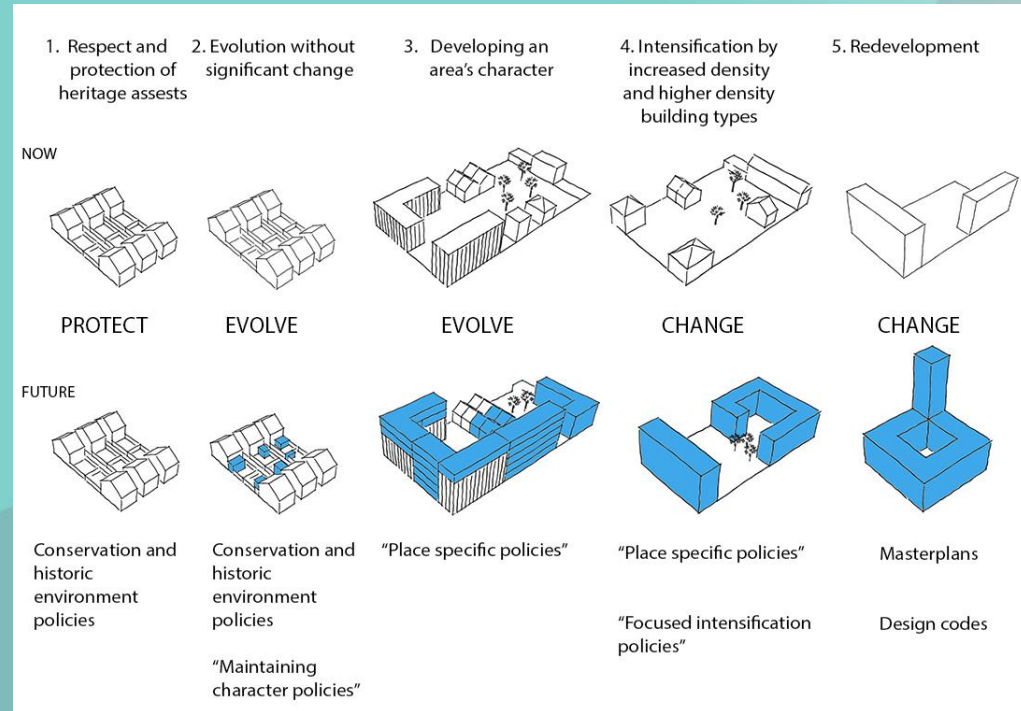 1. Respect and
protection of
heritage assests
2. Evolution without
significant change
3. Developing an
area's character
4. Intensification by
increased density
and higher density
building types
5. Redevelopment
NOW
PROTECT
EVOLVE
EVOLVE
CHANGE
CHANGE
FUTURE
Conservation and
historic
environment
policies
Conservation and
historic
environment
policies
"Maintaining
character policies"
"Place specific policies"
"Place specific policies"
"Focused intensification
policies"
Masterplans
Design codes